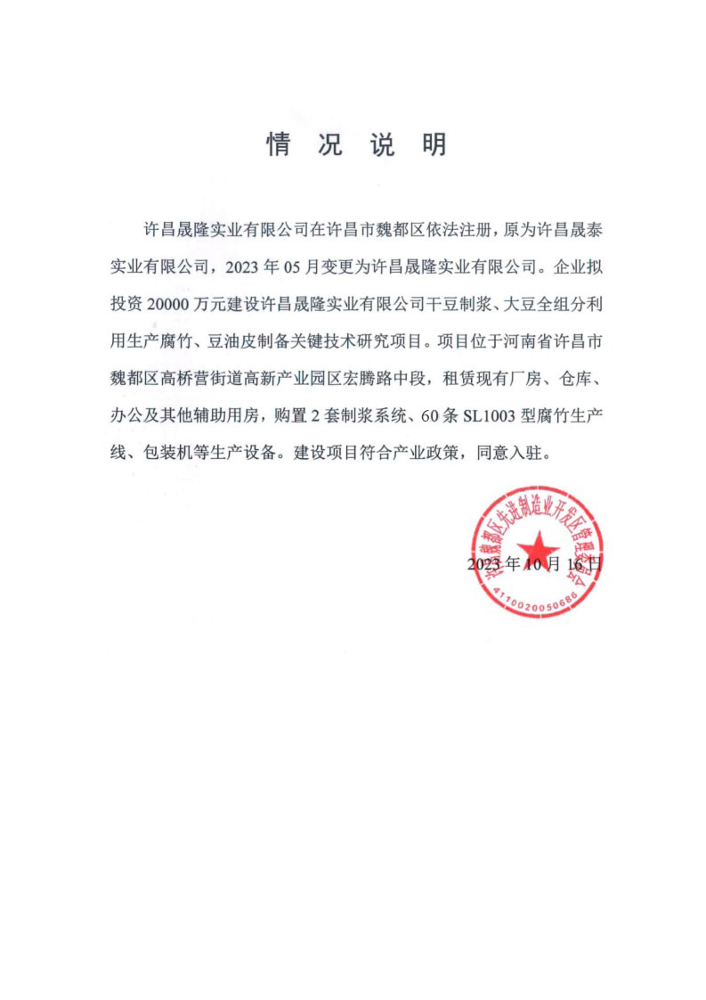 情 况 说 明
许昌晟隆实业有限公司在许昌市魏都区依法注册，原为许昌晟泰
实业有限公司，2023 年 05 月变更为许昌晟隆实业有限公司。企业拟
投资 20000 万元建设许昌晟隆实业有限公司干豆制浆、大豆全组分利
用生产腐竹、豆油皮制备关键技术研究项目。项目位于河南省许昌市
魏都区高桥营街道高新产业园区宏腾路中段，租赁现有厂房、仓库、
办公及其他辅助用房，购置 2 套制浆系统、60 条 SL1003 型腐竹生产
线、包装机等生产设备。建设项目符合产业政策，同意入驻。
许昌魏都区先进制造业开发区管理委员会
2023 年 10 月 16 日
4110020050686